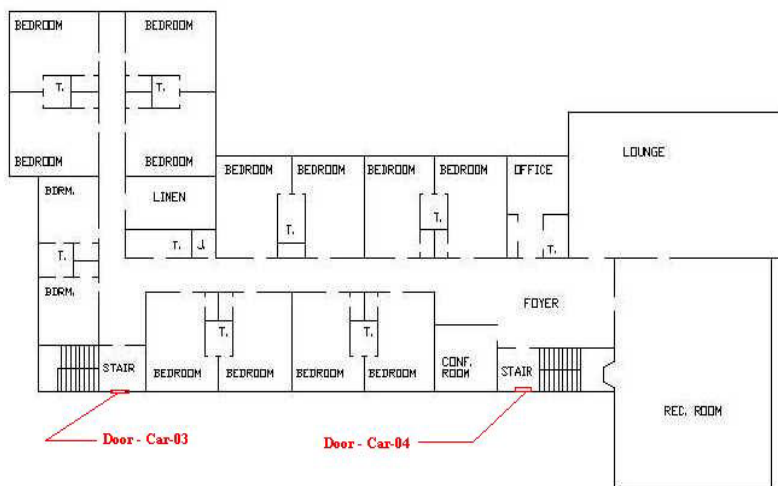 BEDROOM BEDROOM
T. T.
BEDROOM BEDROOM
BEDROOM BEDROOM BEDROOM BEDROOM OFFICE
LOUNGE
BDRM.
LINEN
T. T.
T. J. T.
T.
BDRM.
FOYER
T. T.
STAIR BEDROOM BEDROOM BEDROOM BEDROOM CONF. ROOM STAIR
REC. ROOM
Door - Car-03 Door - Car-04